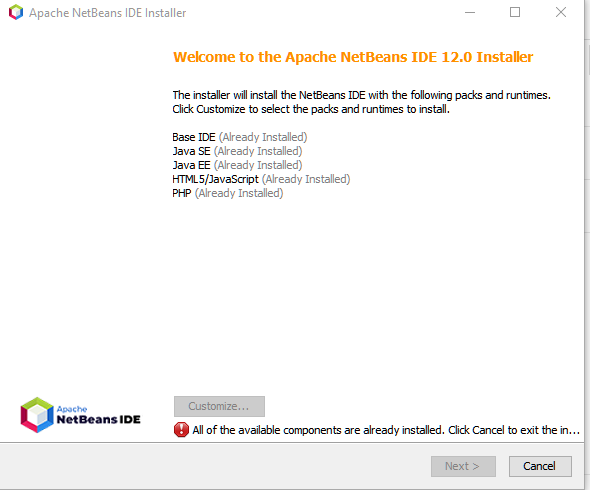 Apache NetBeans IDE Installer
Welcome to the Apache NetBeans IDE 12.0 Installer
The installer will install the NetBeans IDE with the following packs and runtimes.
Click Customize to select the packs and runtimes to install.
Base IDE (Already Installed)
Java SE (Already Installed)
Java EE (Already Installed)
HTML5/JavaScript (Already Installed)
PHP (Already Installed)
Apache
NetBeans IDE
Customize...
All of the available components are already installed. Click Cancel to exit the in...
Next >
Cancel